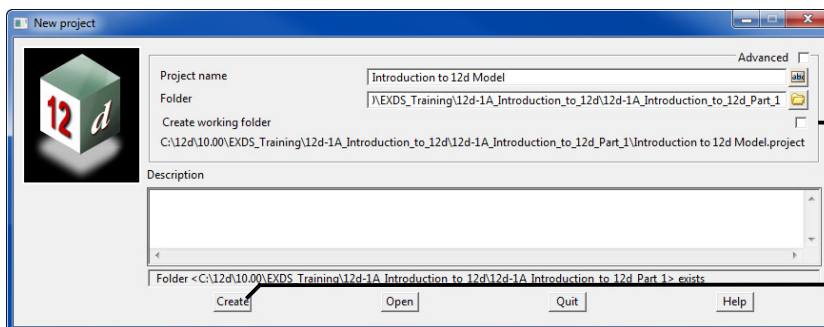 New project
12 d
Advanced
Project name Introduction to 12d Model
Folder )\EXDS_Training\12d-1A_Introduction_to_12d\12d-1A_Introduction_to_12d_Part_1
Create working folder
C:\12d\10.00\EXDS_Training\12d-1A_Introduction_to_12d\12d-1A_Introduction_to_12d_Part_1\Introduction to 12d Model.project
Description
Folder <C:\12d\10.00\EXDS_Training\12d-1A_Introduction_to_12d\12d-1A_Introduction_to_12d_Part_1> exists
Create Open Quit Help